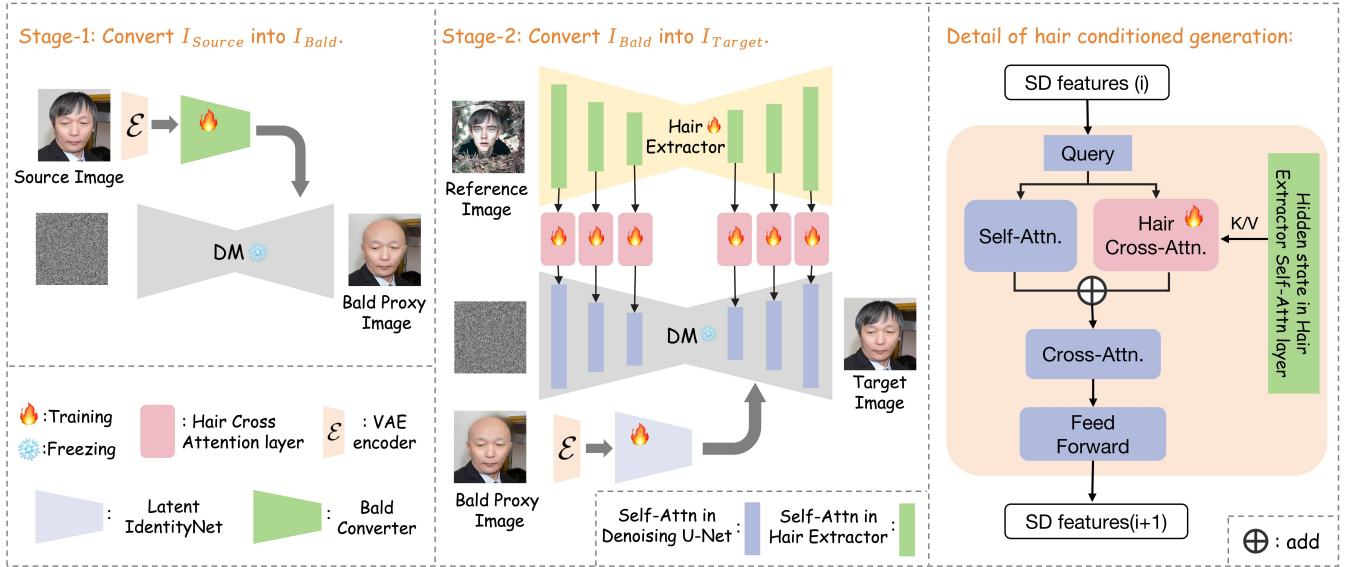 Stage-1: Convert I_Source into I_Bald.
ℰ
Source Image
DM
Bald Proxy
Image
:Training
:Freezing
: Hair Cross
Attention layer
ℰ
: VAE
encoder
:
Latent
IdentityNet
:
Bald
Converter
Stage-2: Convert I_Bald into I_Target.
Hair
Extractor
Reference
Image
DM
Target
Image
ℰ
Bald Proxy
Image
Self-Attn in
Denoising U-Net :
Self-Attn in
Hair Extractor:
Detail of hair conditioned generation:
SD features (i)
Query
Self-Attn.
Hair
Cross-Attn.
K/V
Hidden state in Hair
Extractor Self-Attn layer
Cross-Attn.
Feed
Forward
SD features(i+1)
: add